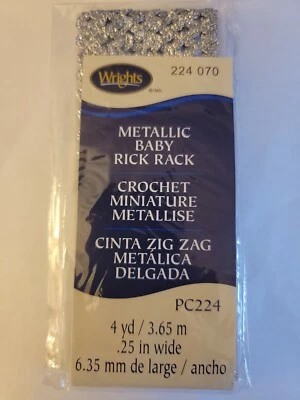 Wrights
224 070
METALLIC
BABY
RICK RACK
CROCHET
MINIATURE
METALLISE
CINTA ZIG ZAG
METÁLICA
DELGADA
PC224
4 yd / 3.65 m
.25 in wide
6.35 mm de large / ancho